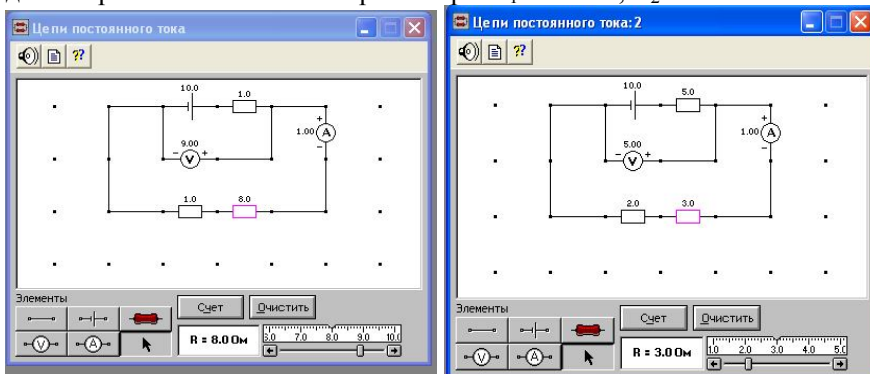 Цепи постоянного тока
10.0
1.0
+
1.00 A
−
9.00
− V +
1.0
8.0
Элементы
Счет
Очистить
V
A
R = 8.0 Ом
6.0 7.0 8.0 9.0 10.0
Цепи постоянного тока: 2
??
10.0
5.0
+
1.00 A
−
5.00
− V +
2.0
3.0
Элементы
Счет
Очистить
V
A
R = 3.0 Ом
1.0 2.0 3.0 4.0 5.0